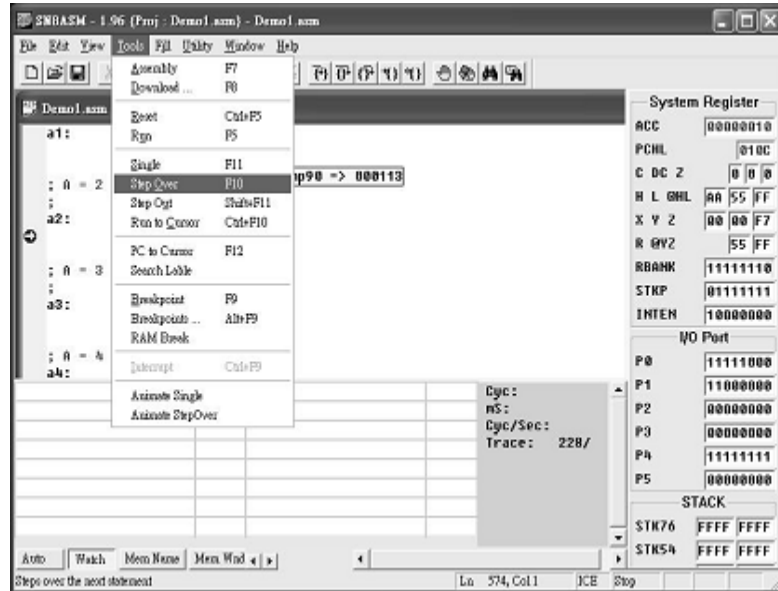 SN8ASM - 1.96 (Proj : Demo1.asm) - Demo1.asm
File Edit View Tools Fill Utility Window Help
Assembly F7
Download ... F8
Reset Ctrl+F5
Run F5
Single F11
Step Over F10
Step Out Shift+F11
Run to Cursor Ctrl+F10
PC to Cursor F12
Search Lable
Breakpoint F9
Breakpoints ... Alt+F9
RAM Break
Interrupt Ctrl+F9
Animate Single
Animate StepOver
Demo1.asm
a1:
mp90 => 000113
; A = 2
;
a2:
; A = 3
;
a3:
; A = 4
a4:
System Register
ACC 00000010
PCHL 010C
C DC Z 0 0 0
H L @HL AA 55 FF
X Y Z 00 00 F7
R @YZ 55 FF
RBANK 11111110
STKP 01111111
INTEN 10000000
I/O Port
P0 11111000
P1 11000000
P2 00000000
P3 00000000
P4 11111111
P5 00000000
STACK
STK76 FFFF FFFF
STK54 FFFF FFFF
Cyc:
mS:
Cyc/Sec:
Trace: 228/
Auto Watch Mem Name Mem Wnd
Steps over the next statement Ln 574, Col 1 ICE Stop